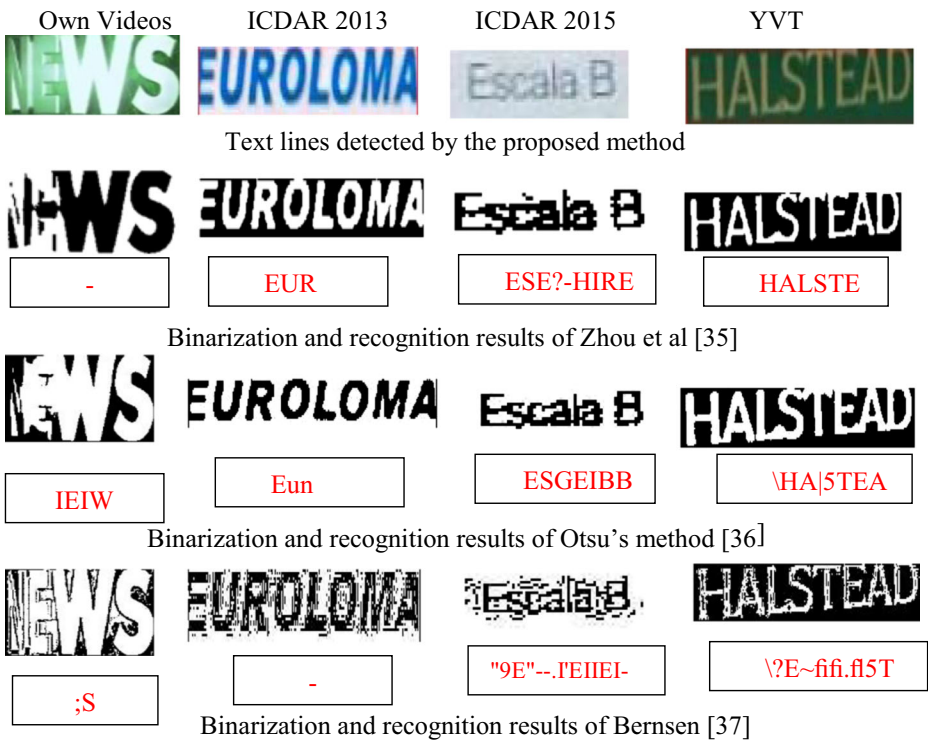 Own Videos ICDAR 2013 ICDAR 2015 YVT
NEWS EUROLOMA Escala B HALSTEAD
Text lines detected by the proposed method
NEWS EUROLOMA Escala B HALSTEAD
- EUR ESE?-HIRE HALSTE
Binarization and recognition results of Zhou et al [35]
NEWS EUROLOMA Escala B HALSTEAD
IEIW Eun ESGEIBB \HA|5TEA
Binarization and recognition results of Otsu's method [36]
NEWS EUROLOMA Escala B HALSTEAD
;S - "9E"--.I'EIIEI- \?E~fifi.fl5T
Binarization and recognition results of Bernsen [37]